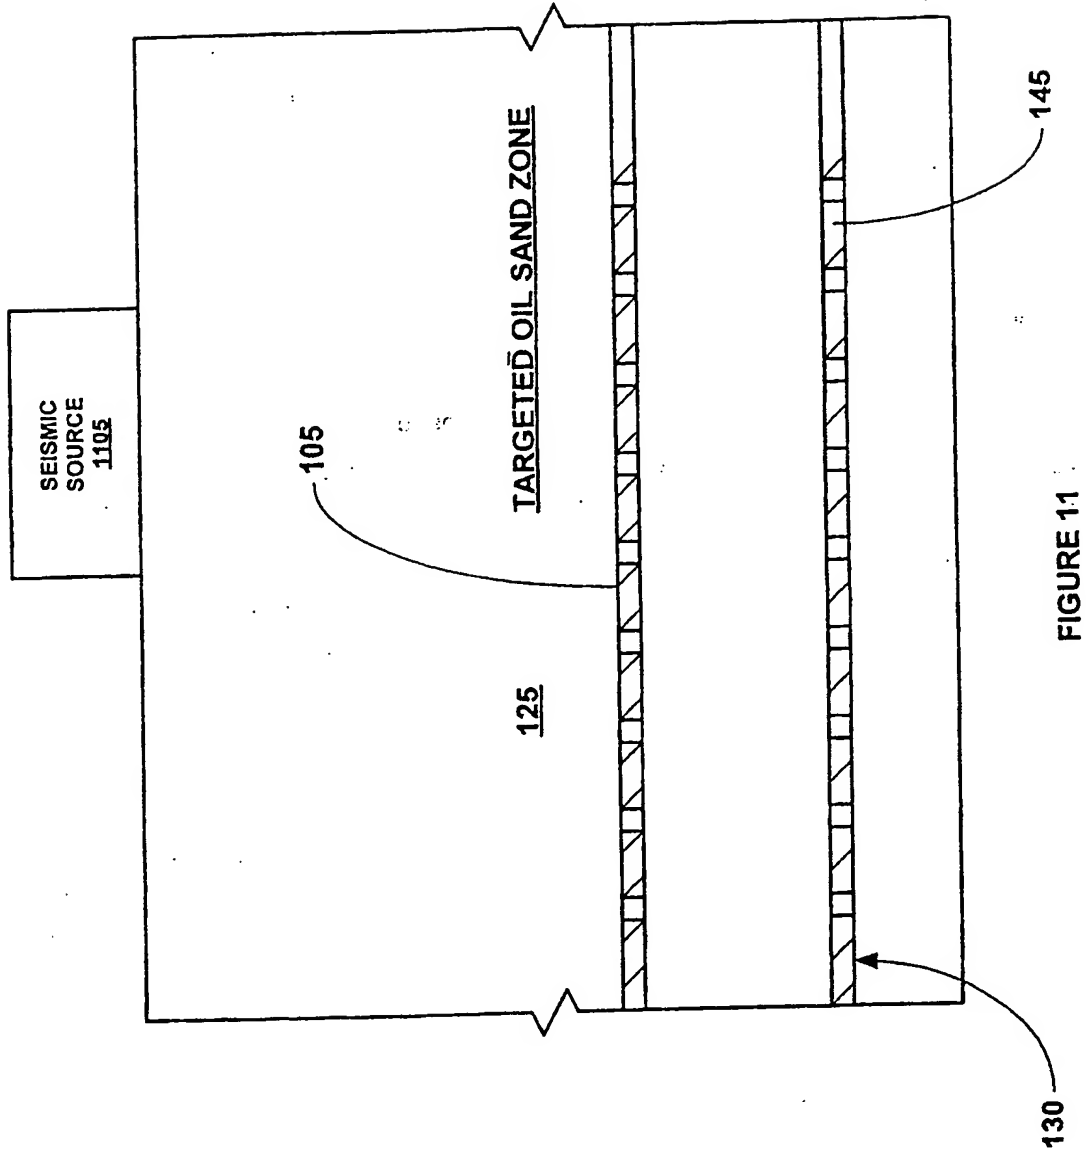 SEISMIC
SOURCE
1105
TARGETED OIL SAND ZONE
105
125
145
130
FIGURE 11